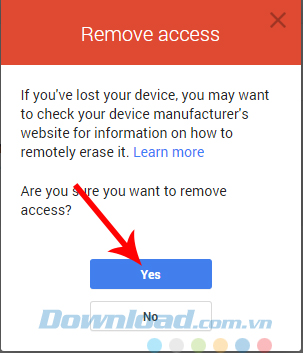 Remove access
If you've lost your device, you may want
to check your device manufacturer's
website for information on how to
remotely erase it. Learn more
Are you sure you want to remove
access?
Yes
No
Download.com.vn